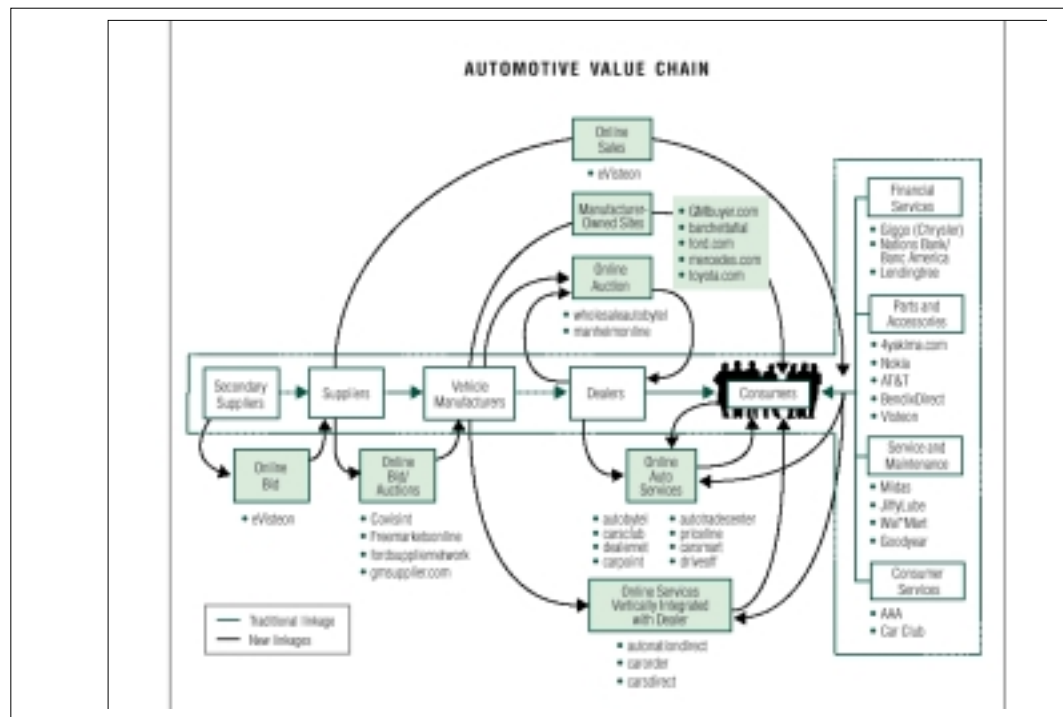 AUTOMOTIVE VALUE CHAIN
Online
Sales
• eVisteon
Manufacturer-
Owned Sites
• GMbuyer.com
• ford.com
• mercedes.com
• toyota.com
Online
Auction
• wholesaleautobytel
• manheimonline
Secondary
Suppliers
Suppliers
Vehicle
Manufacturers
Dealers
Consumers
Online
Bid
• eVisteon
Online
Bid/
Auctions
• Covisint
• Freemarketsonline
• fordsuppliernetwork
• gmsupplier.com
Online
Auto
Services
• autobytel
• carsclub
• dealernet
• carpoint
• autotradecenter
• priceline
• carsmart
• driveoff
Online Services
Vertically Integrated
with Dealer
• autonationdirect
• carorder
• carsdirect
Financial
Services
• Giggo (Chrysler)
• Nations Bank/
Banc America
• Lendingtree
Parts and
Accessories
• 4yakima.com
• Nokia
• AT&T
• BendixDirect
• Visteon
Service and
Maintenance
• Midas
• JiffyLube
• Wal*Mart
• Goodyear
Consumer
Services
• AAA
• Car Club
Traditional linkage
New linkages